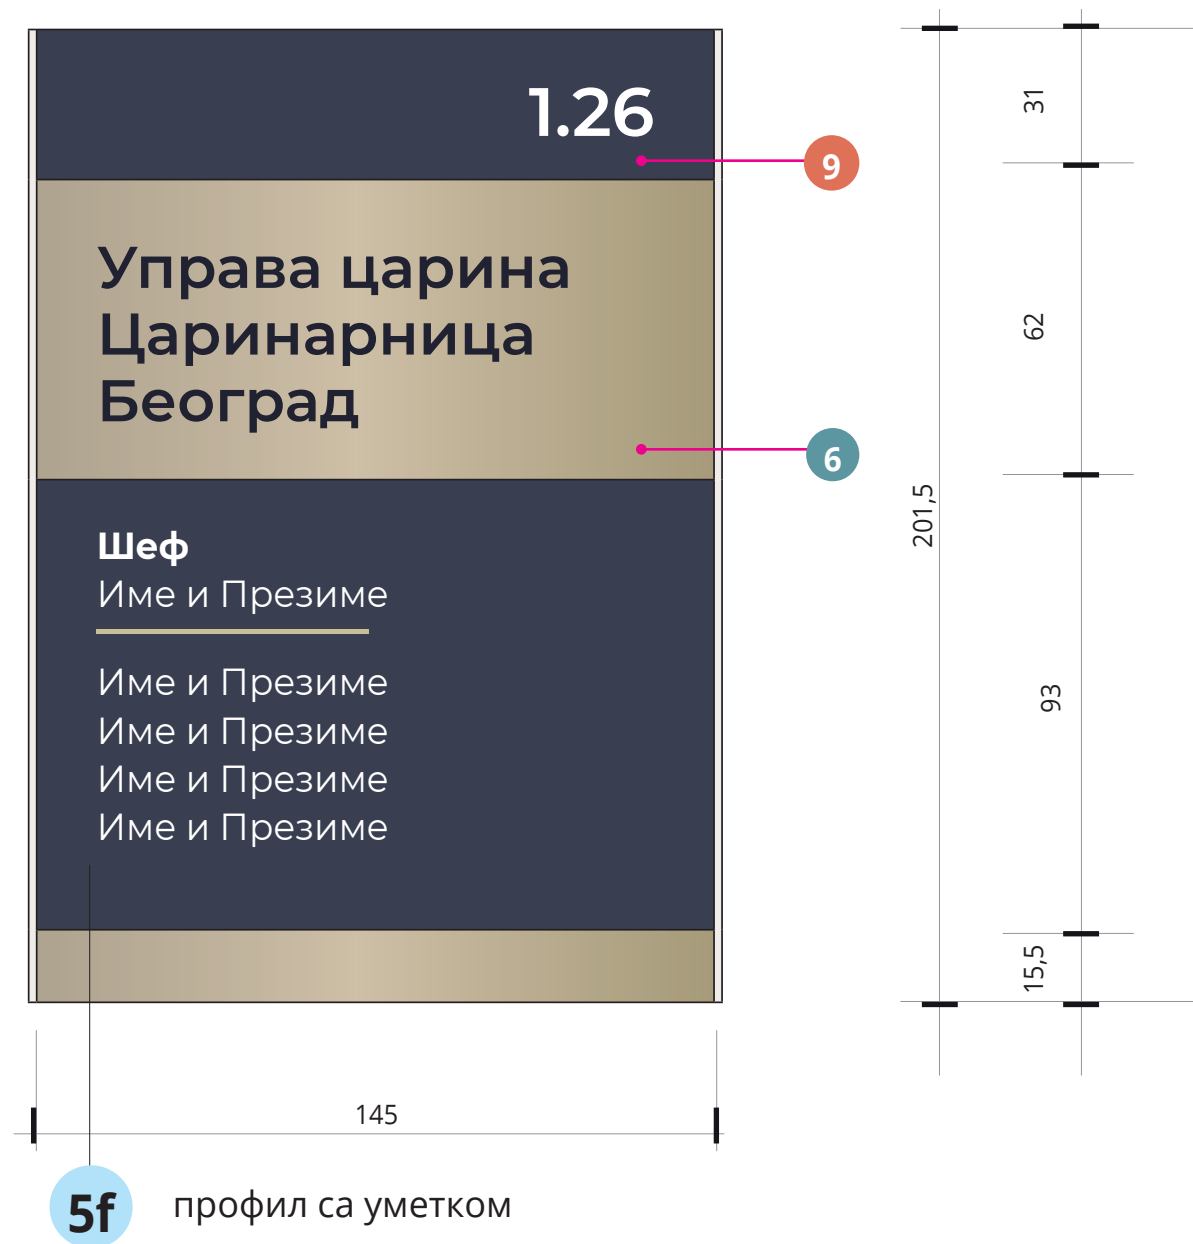 1.26
9
Управа царина
Царинарница
Београд
6
Шеф
Име и Презиме
Име и Презиме
Име и Презиме
Име и Презиме
Име и Презиме
31
62
201,5
93
15,5
145
5f
профил са уметком